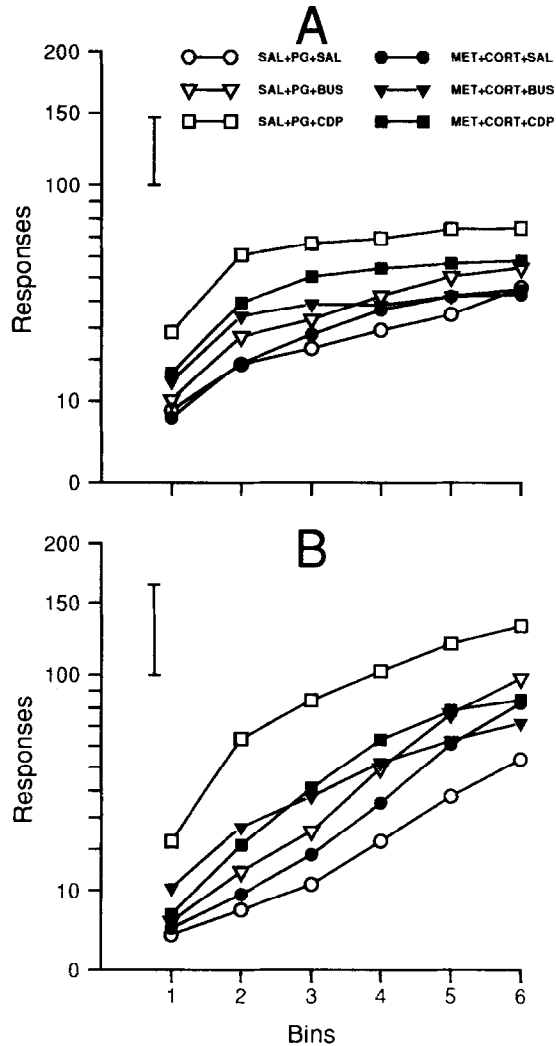 A
200
SAL+PG+SAL MET+CORT+SAL
SAL+PG+BUS MET+CORT+BUS
150
SAL+PG+CDP MET+CORT+CDP
100
Responses
10
0
B
200
150
100
Responses
10
0
1 2 3 4 5 6
Bins